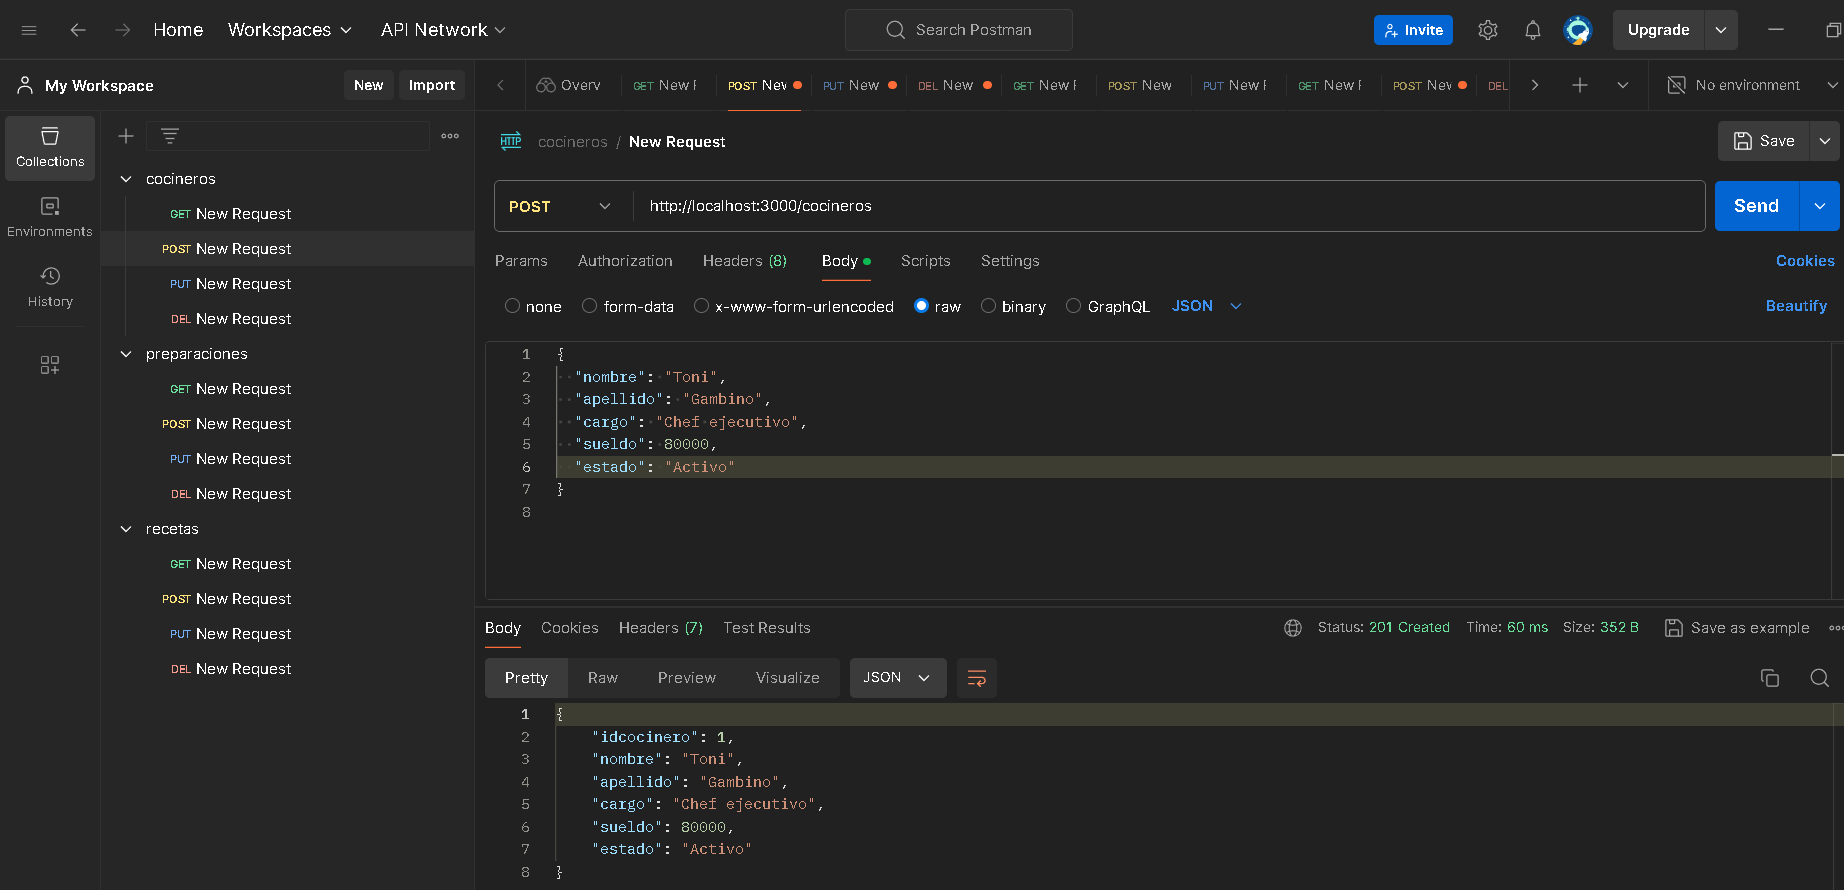 Home Workspaces API Network Search Postman Invite Upgrade
My Workspace New Import Overv GET New F POST Nev PUT New DEL New GET New F POST New PUT New F GET New F POST Nev DEL No environment
Collections
Environments
History
cocineros
GET New Request
POST New Request
PUT New Request
DEL New Request
preparaciones
GET New Request
POST New Request
PUT New Request
DEL New Request
recetas
GET New Request
POST New Request
PUT New Request
DEL New Request
HTTP cocineros / New Request Save
POST http://localhost:3000/cocineros Send
Params Authorization Headers (8) Body Scripts Settings Cookies
none form-data x-www-form-urlencoded raw binary GraphQL JSON Beautify
1 {
2 "nombre": "Toni",
3 "apellido": "Gambino",
4 "cargo": "Chef ejecutivo",
5 "sueldo": 80000,
6 "estado": "Activo"
7 }
8
Body Cookies Headers (7) Test Results Status: 201 Created Time: 60 ms Size: 352 B Save as example
Pretty Raw Preview Visualize JSON
1 {
2 "idcocinero": 1,
3 "nombre": "Toni",
4 "apellido": "Gambino",
5 "cargo": "Chef ejecutivo",
6 "sueldo": 80000,
7 "estado": "Activo"
8 }